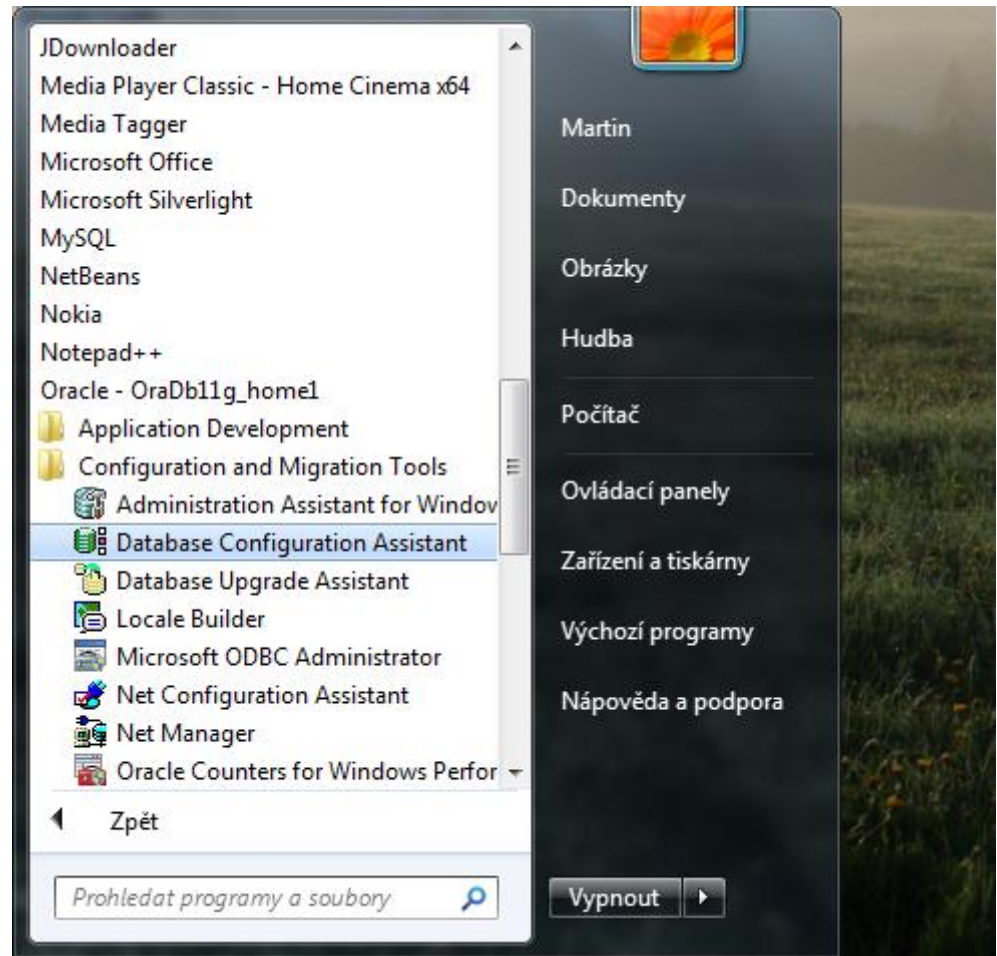 JDownloader
Media Player Classic - Home Cinema x64
Media Tagger
Microsoft Office
Microsoft Silverlight
MySQL
NetBeans
Nokia
Notepad++
Oracle - OraDb11g_home1
Application Development
Configuration and Migration Tools
Administration Assistant for Window
Database Configuration Assistant
Database Upgrade Assistant
Locale Builder
Microsoft ODBC Administrator
Net Configuration Assistant
Net Manager
Oracle Counters for Windows Perfor
Zpět
Prohledat programy a soubory
Martin
Dokumenty
Obrázky
Hudba
Počítač
Ovládací panely
Zařízení a tiskárny
Výchozí programy
Nápověda a podpora
Vypnout